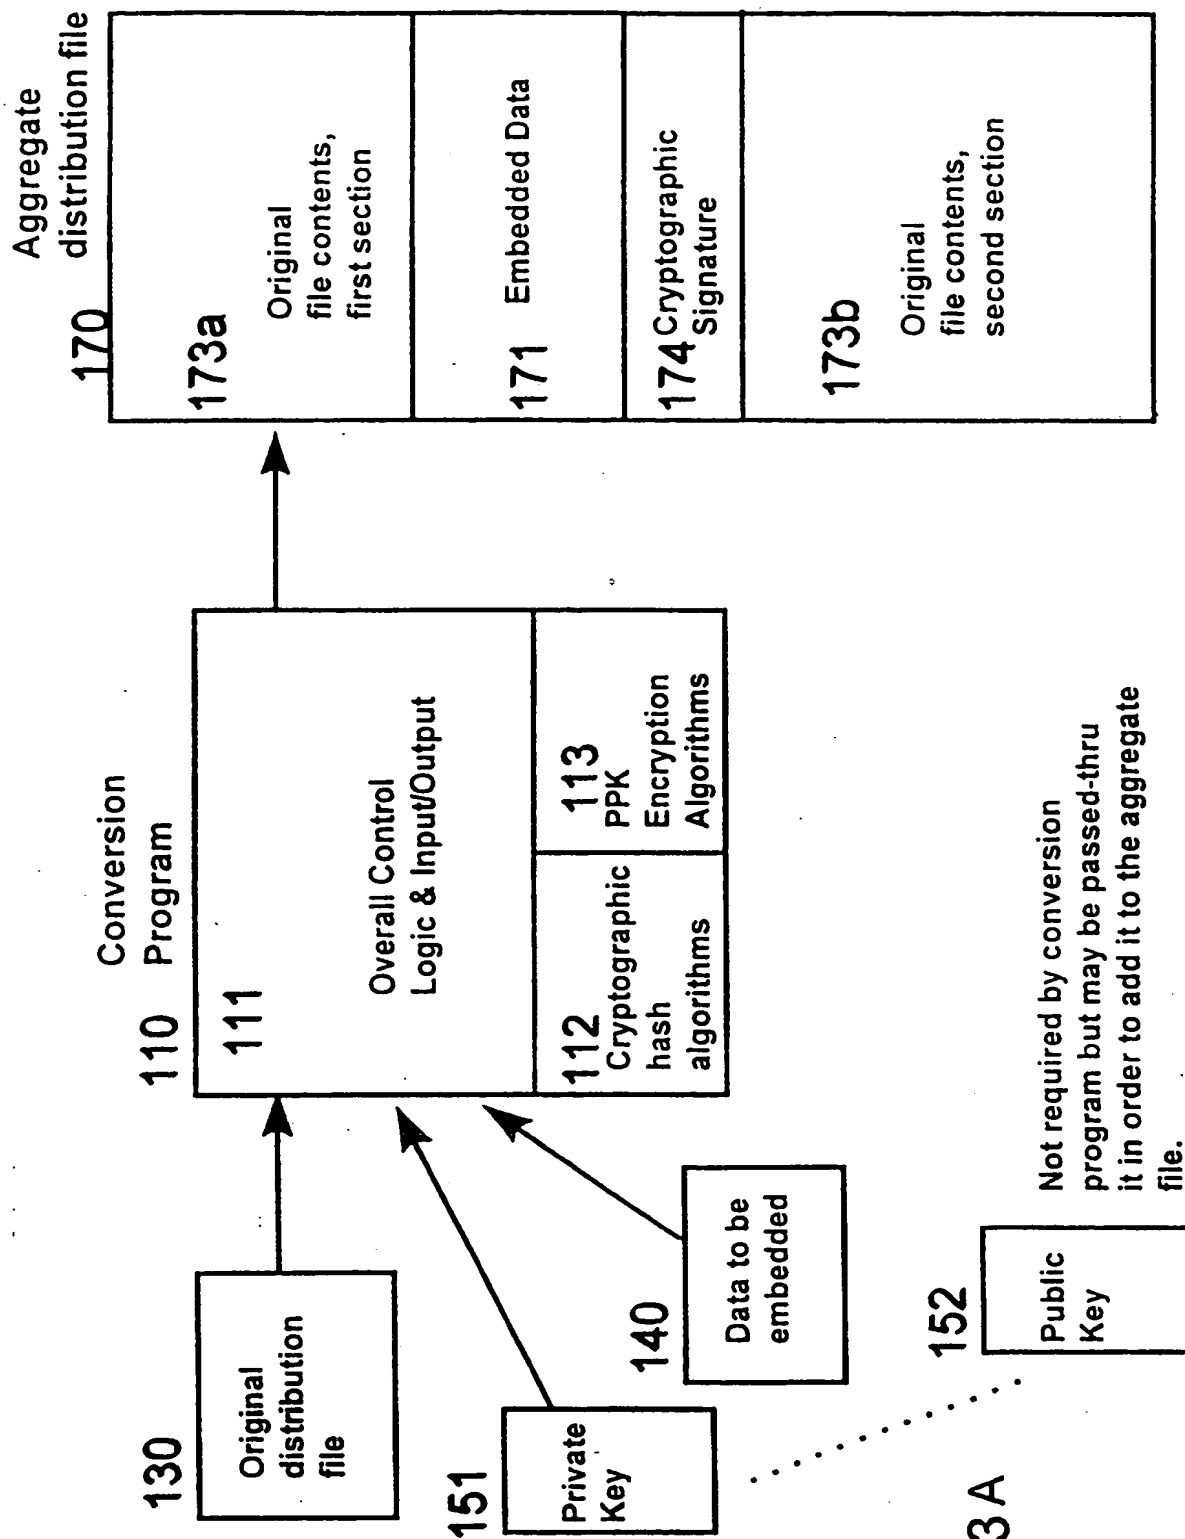 130
Original
distribution
file
151
Private
Key
140
Data to be
embedded
152
Public
Key
Not required by conversion
program but may be passed-thru
it in order to add it to the aggregate
file.
110
Conversion
Program
111
Overall Control
Logic & Input/Output
112
Cryptographic
hash
algorithms
113
PPK
Encryption
Algorithms
170
Aggregate
distribution file
173a
Original
file contents,
first section
171
Embedded Data
174
Cryptographic
Signature
173b
Original
file contents,
second section
3A